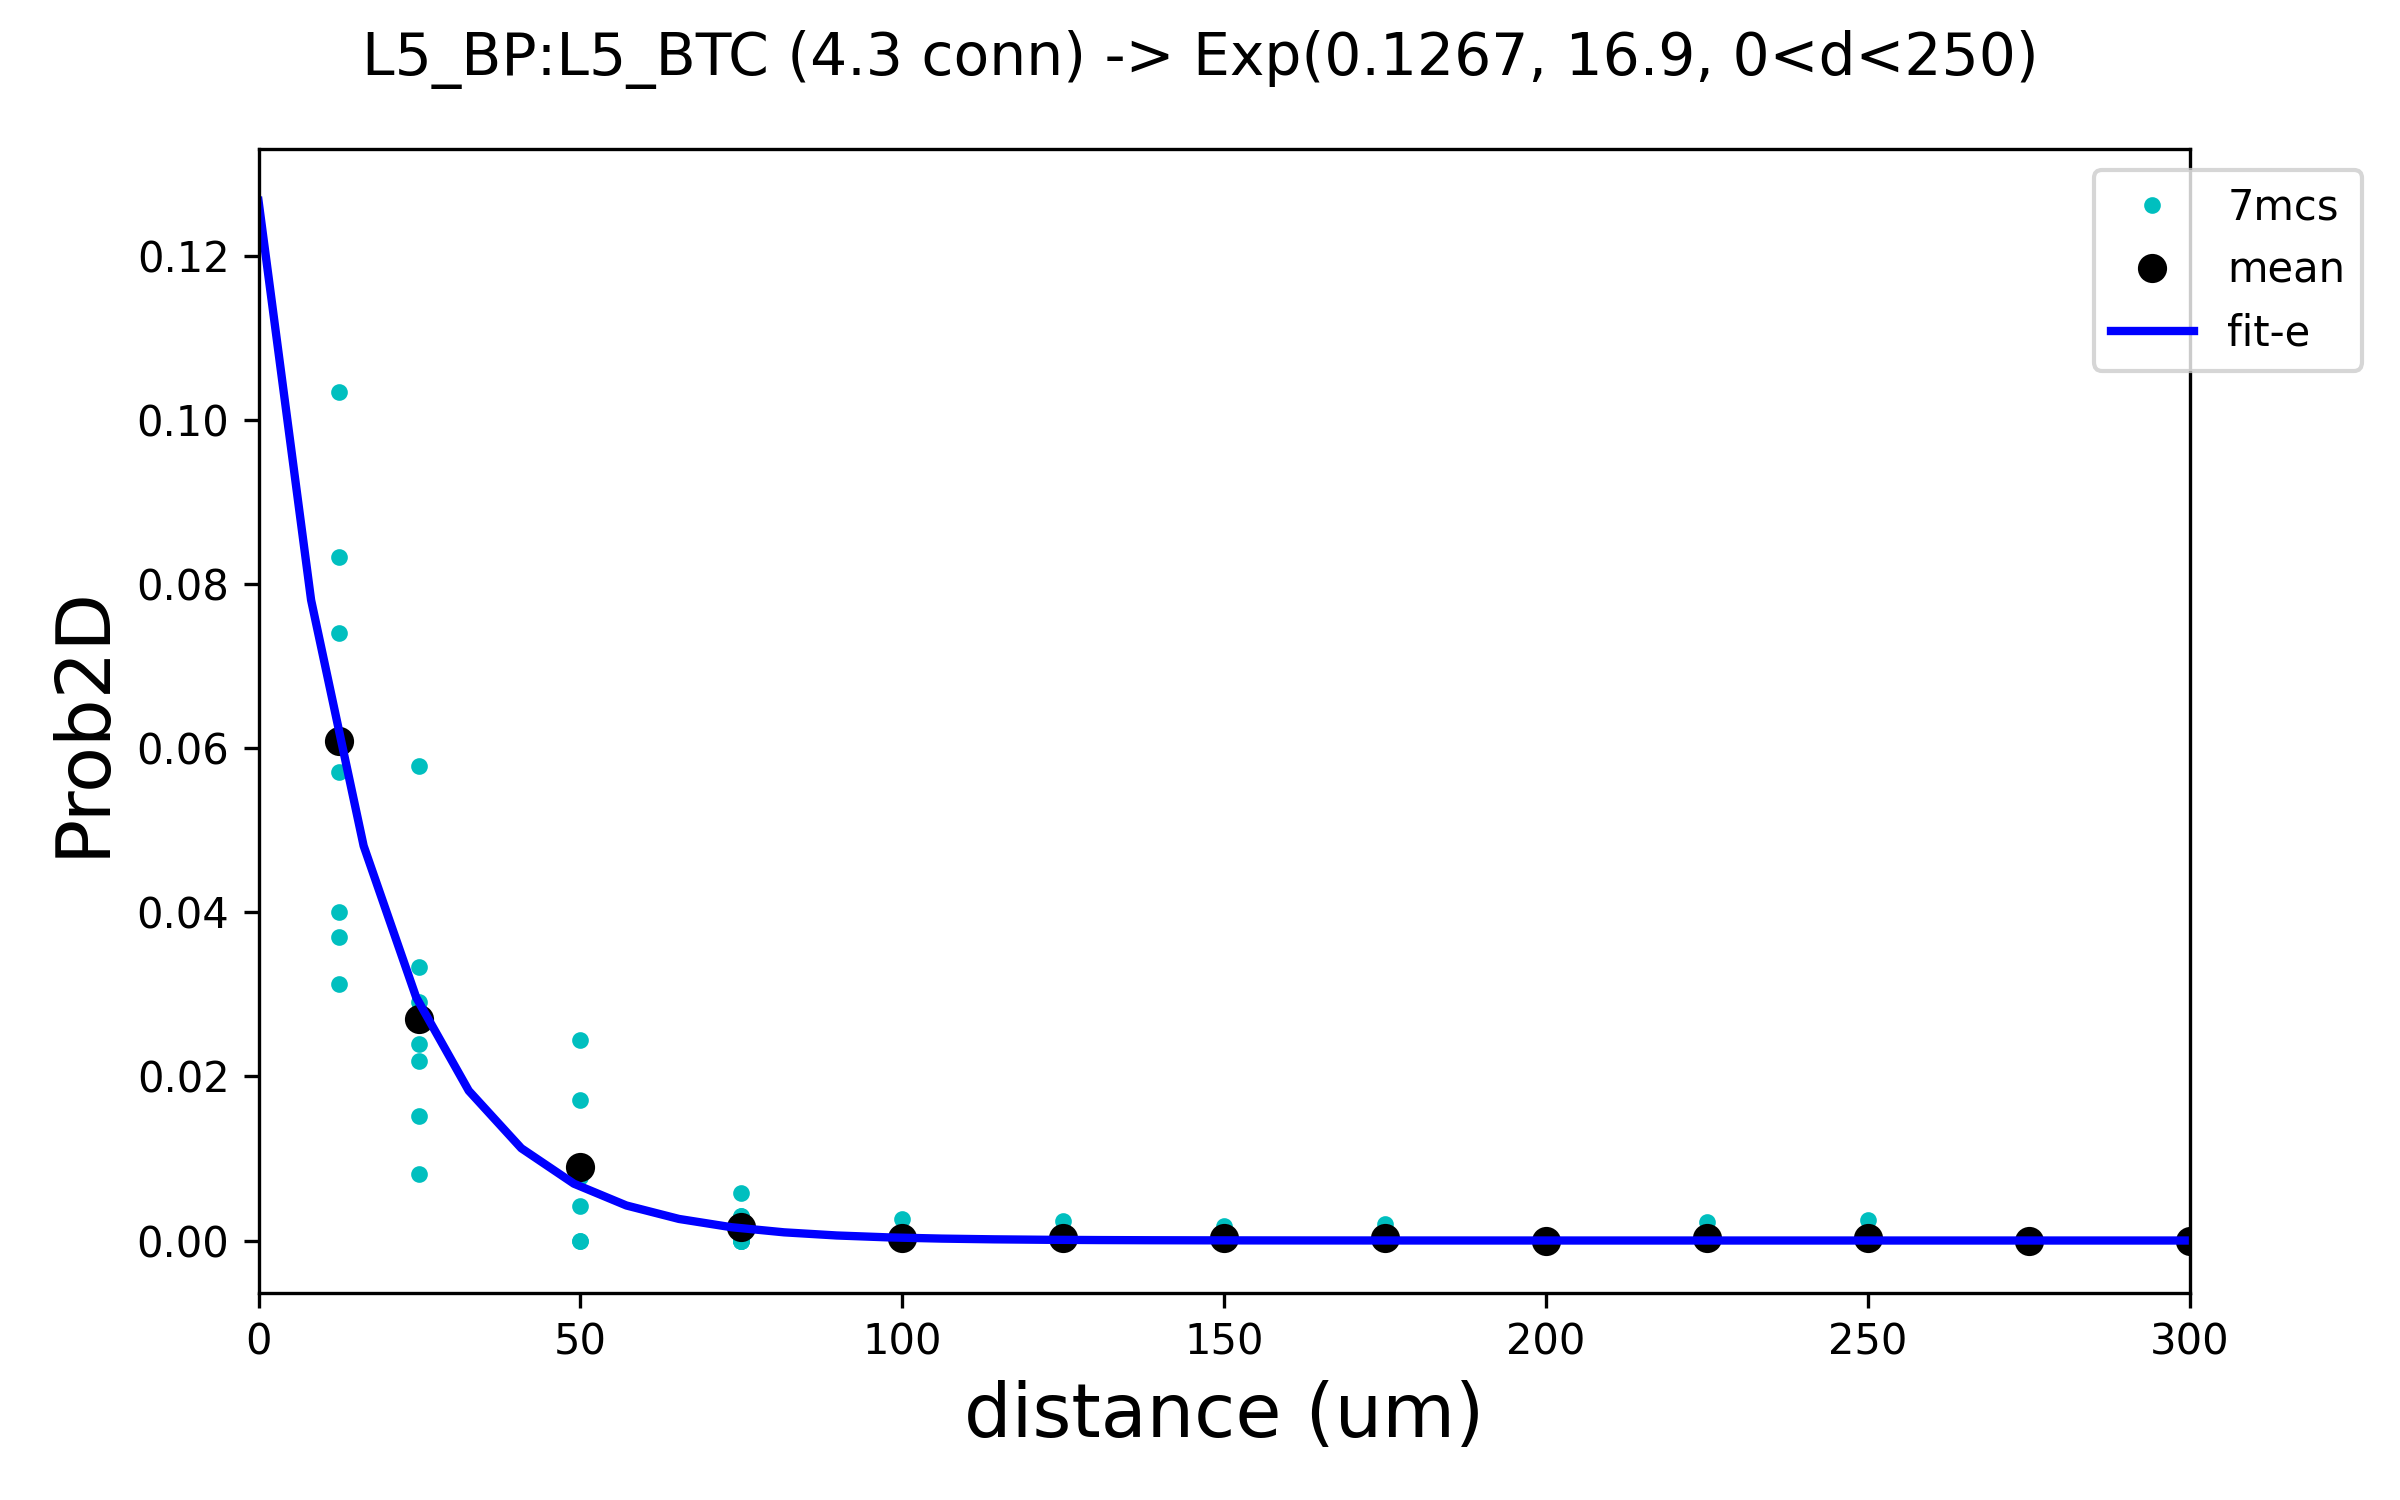 L5_BP:L5_BTC (4.3 conn) -> Exp(0.1267, 16.9, 0<d<250)
7mcs
mean
fit-e
Prob2D
0.12
0.10
0.08
0.06
0.04
0.02
0.00
0 50 100 150 200 250 300
distance (um)